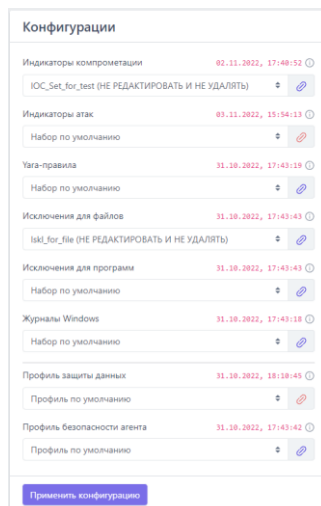 Конфигурации
Индикаторы компрометации 02.11.2022, 17:40:52
IOC_Set_for_test (НЕ РЕДАКТИРОВАТЬ И НЕ УДАЛЯТЬ)
Индикаторы атак 03.11.2022, 15:54:13
Набор по умолчанию
Yara-правила 31.10.2022, 17:43:19
Набор по умолчанию
Исключения для файлов 31.10.2022, 17:43:43
Iskl_for_file (НЕ РЕДАКТИРОВАТЬ И НЕ УДАЛЯТЬ)
Исключения для программ 31.10.2022, 17:43:43
Набор по умолчанию
Журналы Windows 31.10.2022, 17:43:18
Набор по умолчанию
Профиль защиты данных 31.10.2022, 18:10:45
Профиль по умолчанию
Профиль безопасности агента 31.10.2022, 17:43:42
Профиль по умолчанию
Применить конфигурацию